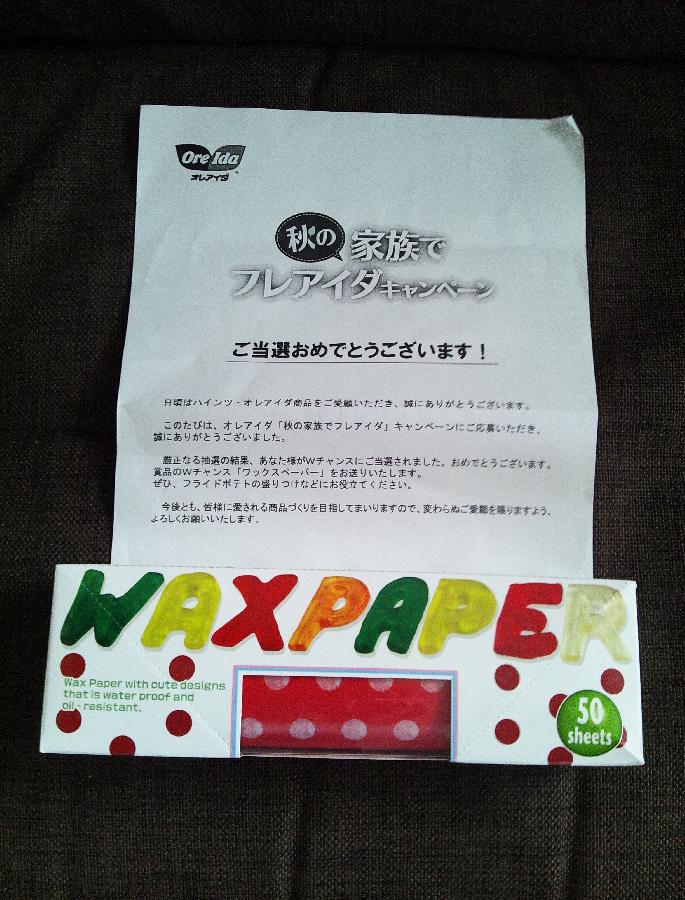 Ore Ida
オレアイダ
秋の 家族で
フレアイダキャンペーン
ご当選おめでとうございます！
日頃はハインツ・オレアイダ商品をご愛顧いただき、誠にありがとうございます。
このたびは、オレアイダ「秋の家族でフレアイダ」キャンペーンにご応募いただき、
誠にありがとうございました。
厳正なる抽選の結果、あなた様がWチャンスにご当選されました。おめでとうございます。
賞品のWチャンス「ワックスペーパー」をお送りいたします。
ぜひ、フライドポテトの盛りつけなどにお役立てください。
今後とも、皆様に愛される商品づくりを目指してまいりますので、変わらぬご愛顧を賜りますよう、
よろしくお願いいたします。
WAXPAPER
Wax Paper with cute designs
that is water proof and
oil - resistant.
50
sheets